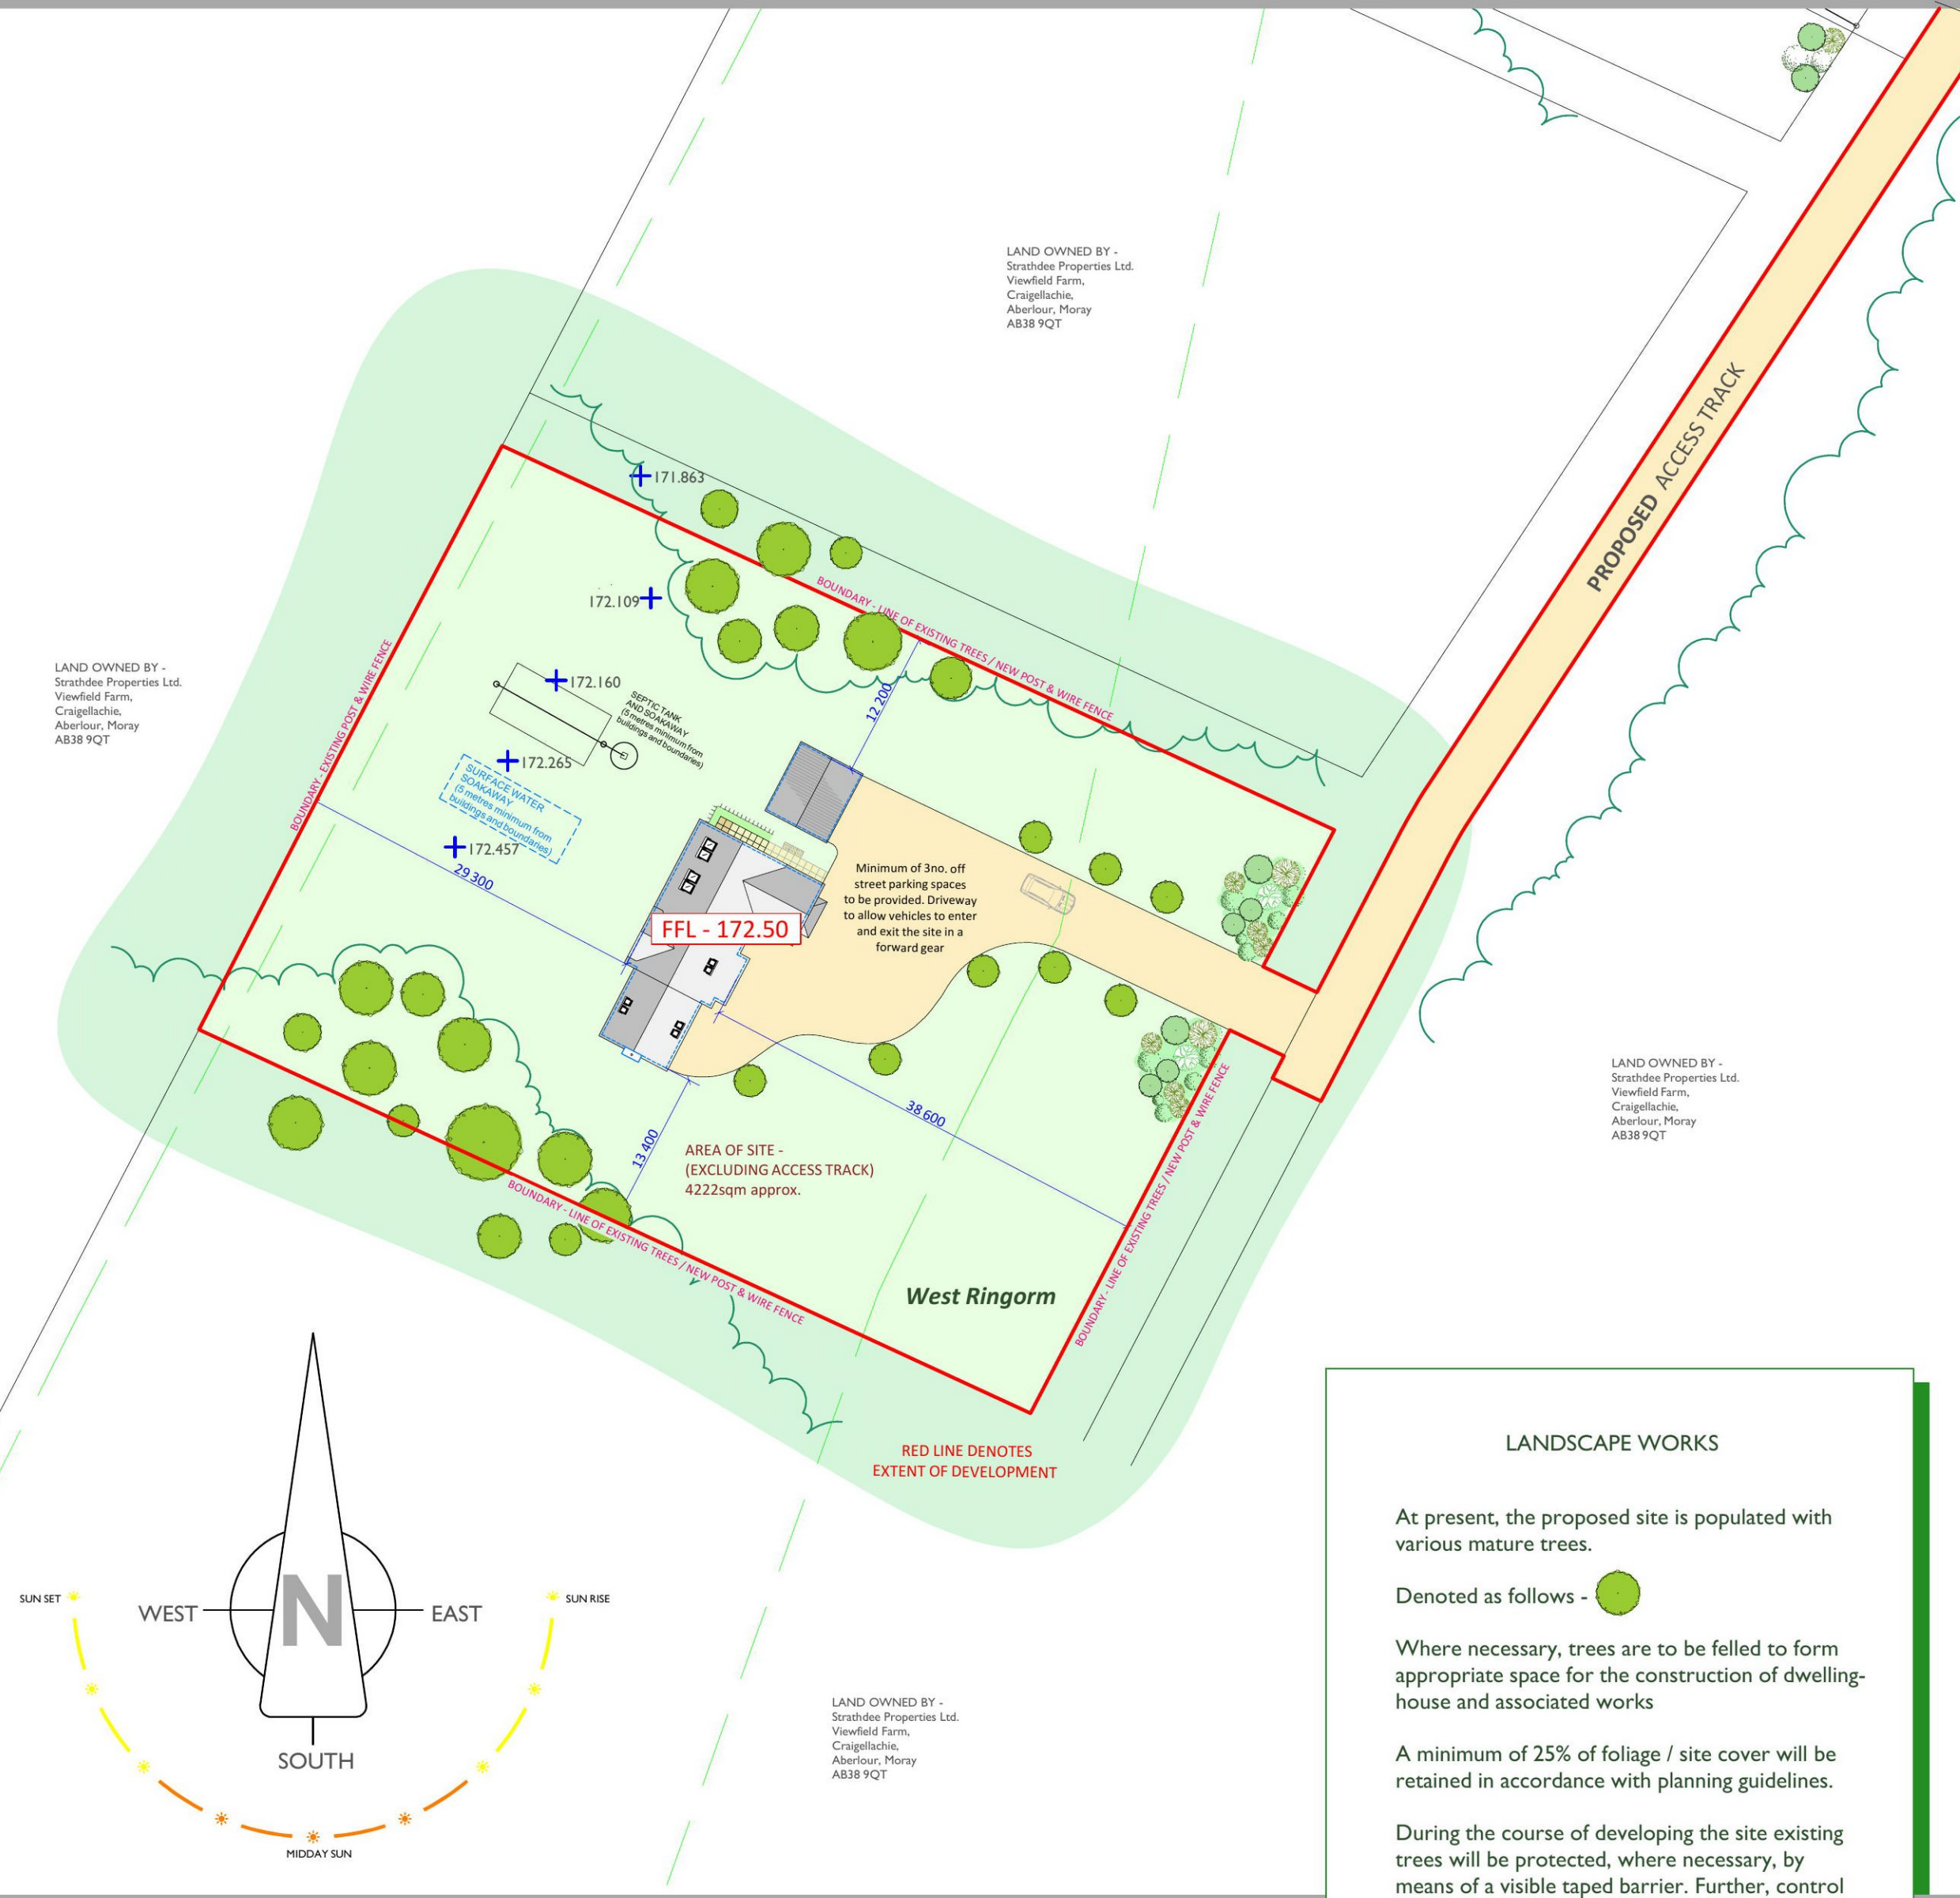 LAND OWNED BY -
Strathdee Properties Ltd.
Viewfield Farm,
Craigellachie,
Aberlour, Moray
AB38 9QT
PROPOSED ACCESS TRACK
171.863
172.109
BOUNDARY - LINE OF EXISTING TREES / NEW POST & WIRE FENCE
LAND OWNED BY -
Strathdee Properties Ltd.
Viewfield Farm,
Craigellachie,
Aberlour, Moray
AB38 9QT
BOUNDARY - EXISTING POST & WIRE FENCE
172.160
SEPTIC TANK
AND SOAKAWAY
(5 metres minimum from
buildings and boundaries)
12 200
172.265
SURFACE WATER
SOAKAWAY
(5 metres minimum from
buildings and boundaries)
172.457
29 300
Minimum of 3no. off
street parking spaces
to be provided. Driveway
to allow vehicles to enter
and exit the site in a
forward gear
FFL - 172.50
38 600
13 400
AREA OF SITE -
(EXCLUDING ACCESS TRACK)
4222sqm approx.
BOUNDARY - LINE OF EXISTING TREES / NEW POST & WIRE FENCE
BOUNDARY - LINE OF EXISTING TREES / NEW POST & WIRE FENCE
LAND OWNED BY -
Strathdee Properties Ltd.
Viewfield Farm,
Craigellachie,
Aberlour, Moray
AB38 9QT
West Ringorm
RED LINE DENOTES
EXTENT OF DEVELOPMENT
N
WEST
EAST
SOUTH
SUN SET
SUN RISE
MIDDAY SUN
LAND OWNED BY -
Strathdee Properties Ltd.
Viewfield Farm,
Craigellachie,
Aberlour, Moray
AB38 9QT
LANDSCAPE WORKS
At present, the proposed site is populated with
various mature trees.
Denoted as follows -
Where necessary, trees are to be felled to form
appropriate space for the construction of dwelling-
house and associated works
A minimum of 25% of foliage / site cover will be
retained in accordance with planning guidelines.
During the course of developing the site existing
trees will be protected, where necessary, by
means of a visible taped barrier. Further, control